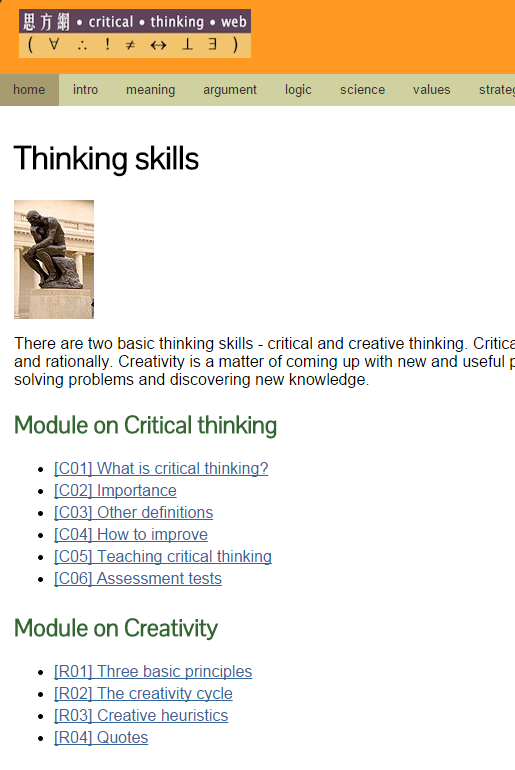 思方網 • critical • thinking • web
( ∀ ∴ ! ≠ ↔ ⊥ ∃ )
home intro meaning argument logic science values strateg
Thinking skills
There are two basic thinking skills - critical and creative thinking. Critica
and rationally. Creativity is a matter of coming up with new and useful p
solving problems and discovering new knowledge.
Module on Critical thinking
• [C01] What is critical thinking?
• [C02] Importance
• [C03] Other definitions
• [C04] How to improve
• [C05] Teaching critical thinking
• [C06] Assessment tests
Module on Creativity
• [R01] Three basic principles
• [R02] The creativity cycle
• [R03] Creative heuristics
• [R04] Quotes